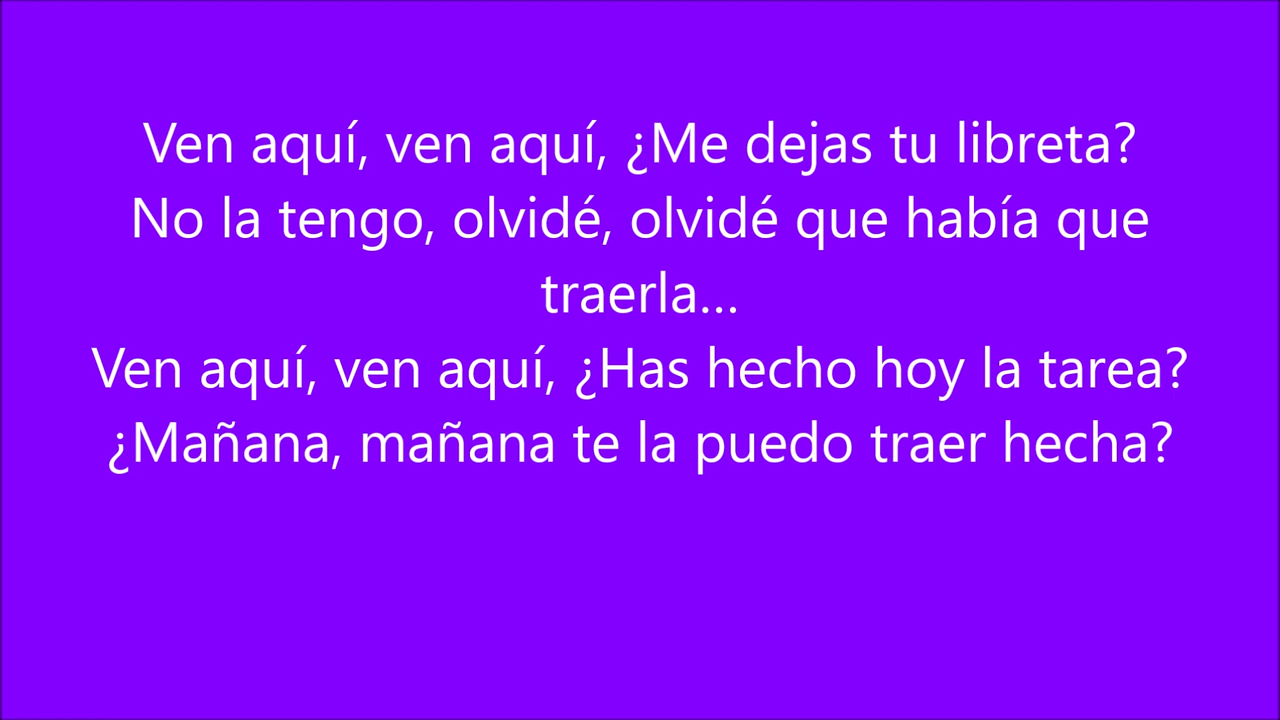 Ven aquí, ven aquí, ¿Me dejas tu libreta?
No la tengo, olvidé, olvidé que había que
traerla...
Ven aquí, ven aquí, ¿Has hecho hoy la tarea?
¿Mañana, mañana te la puedo traer hecha?